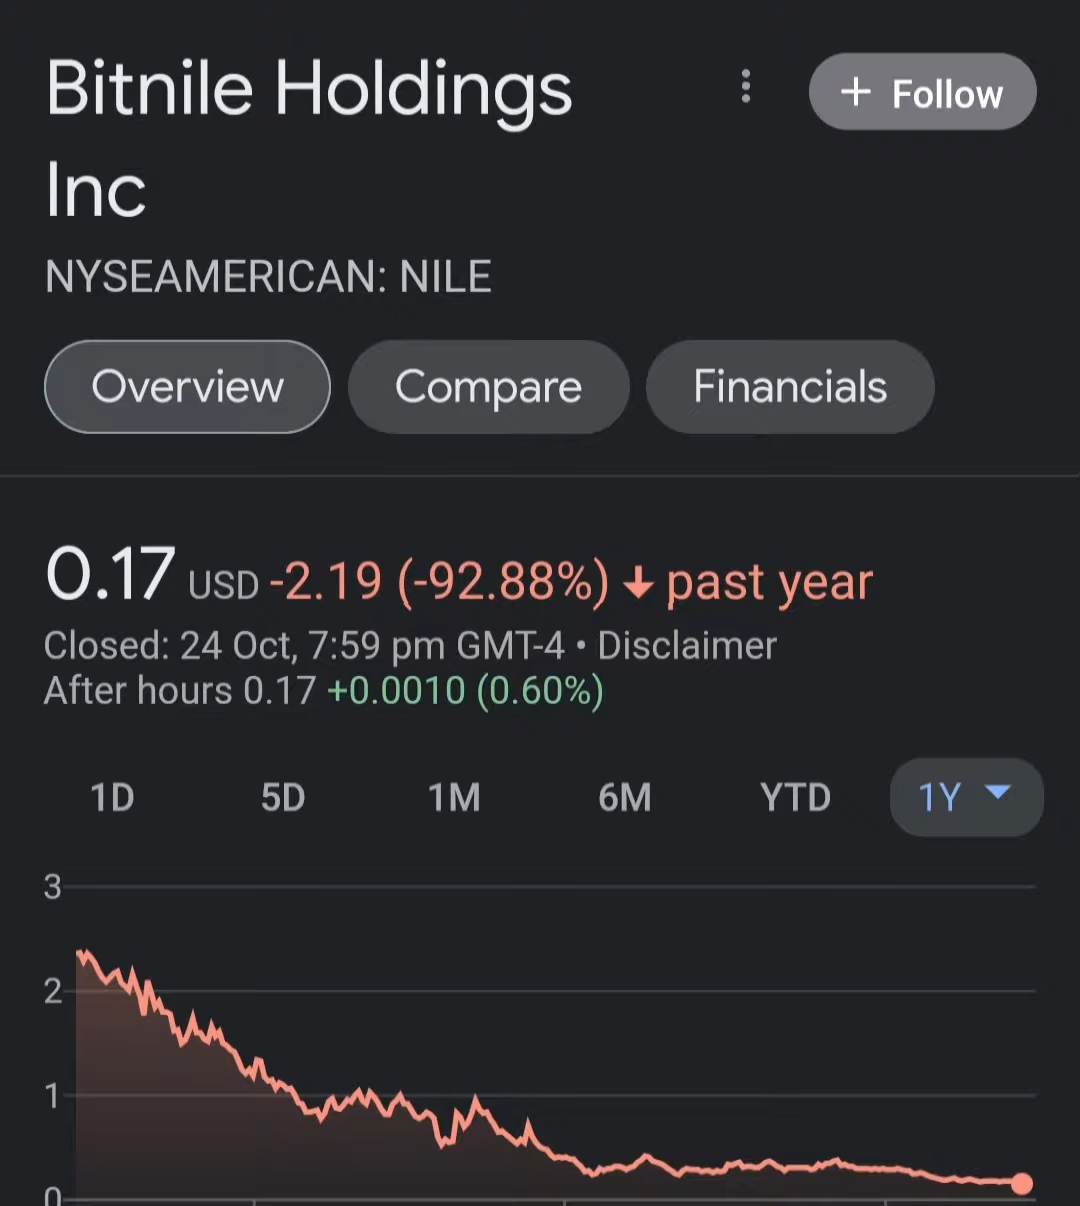 Bitnile Holdings
Inc
+ Follow
NYSEAMERICAN: NILE
Overview Compare Financials
0.17 USD -2.19 (-92.88%) ↓ past year
Closed: 24 Oct, 7:59 pm GMT-4 • Disclaimer
After hours 0.17 +0.0010 (0.60%)
1D 5D 1M 6M YTD 1Y
3
2
1
0